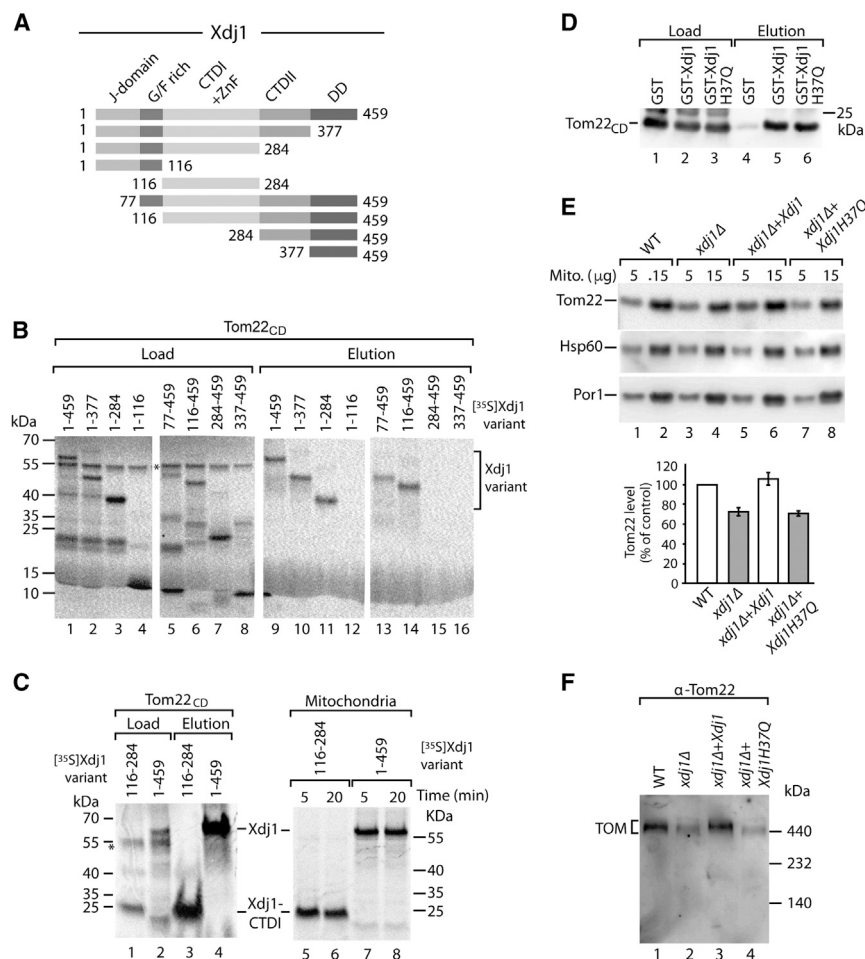 A
Xdj1
J-domain G/F rich CTDI +ZnF CTDII DD
1 459
1 377
1 284
1 116
116 284
77 459
116 459
284 459
377 459
B
Tom22CD
Load Elution
1-459 1-377 1-284 1-116 77-459 116-459 284-459 337-459 1-459 1-377 1-284 1-116 77-459 116-459 284-459 337-459 [35S]Xdj1 variant
kDa
70
55 *
40
35
25
15
10
Xdj1 variant
1 2 3 4 5 6 7 8 9 10 11 12 13 14 15 16
C
Tom22CD
Load Elution
[35S]Xdj1 variant 116-284 1-459 116-284 1-459
kDa
70
55
*
40
35
25
Xdj1
Xdj1-CTDI
1 2 3 4
Mitochondria
116-284 1-459 [35S]Xdj1 variant
5 20 5 20 Time (min)
KDa
55
40
35
25
5 6 7 8
D
Load Elution
GST GST-Xdj1 GST-Xdj1 H37Q GST GST-Xdj1 GST-Xdj1 H37Q
Tom22CD
25
kDa
1 2 3 4 5 6
E
WT xdj1Δ xdj1Δ+Xdj1 xdj1Δ+ Xdj1H37Q
Mito. (μg) 5 .15 5 15 5 15 5 15
Tom22
Hsp60
Por1
1 2 3 4 5 6 7 8
Tom22 level
(% of control)
120
100
80
60
40
20
0
WT xdj1Δ xdj1Δ+Xdj1 xdj1Δ+ Xdj1H37Q
F
α-Tom22
WT xdj1Δ xdj1Δ+Xdj1 xdj1Δ+ Xdj1H37Q
kDa
TOM
440
232
140
1 2 3 4